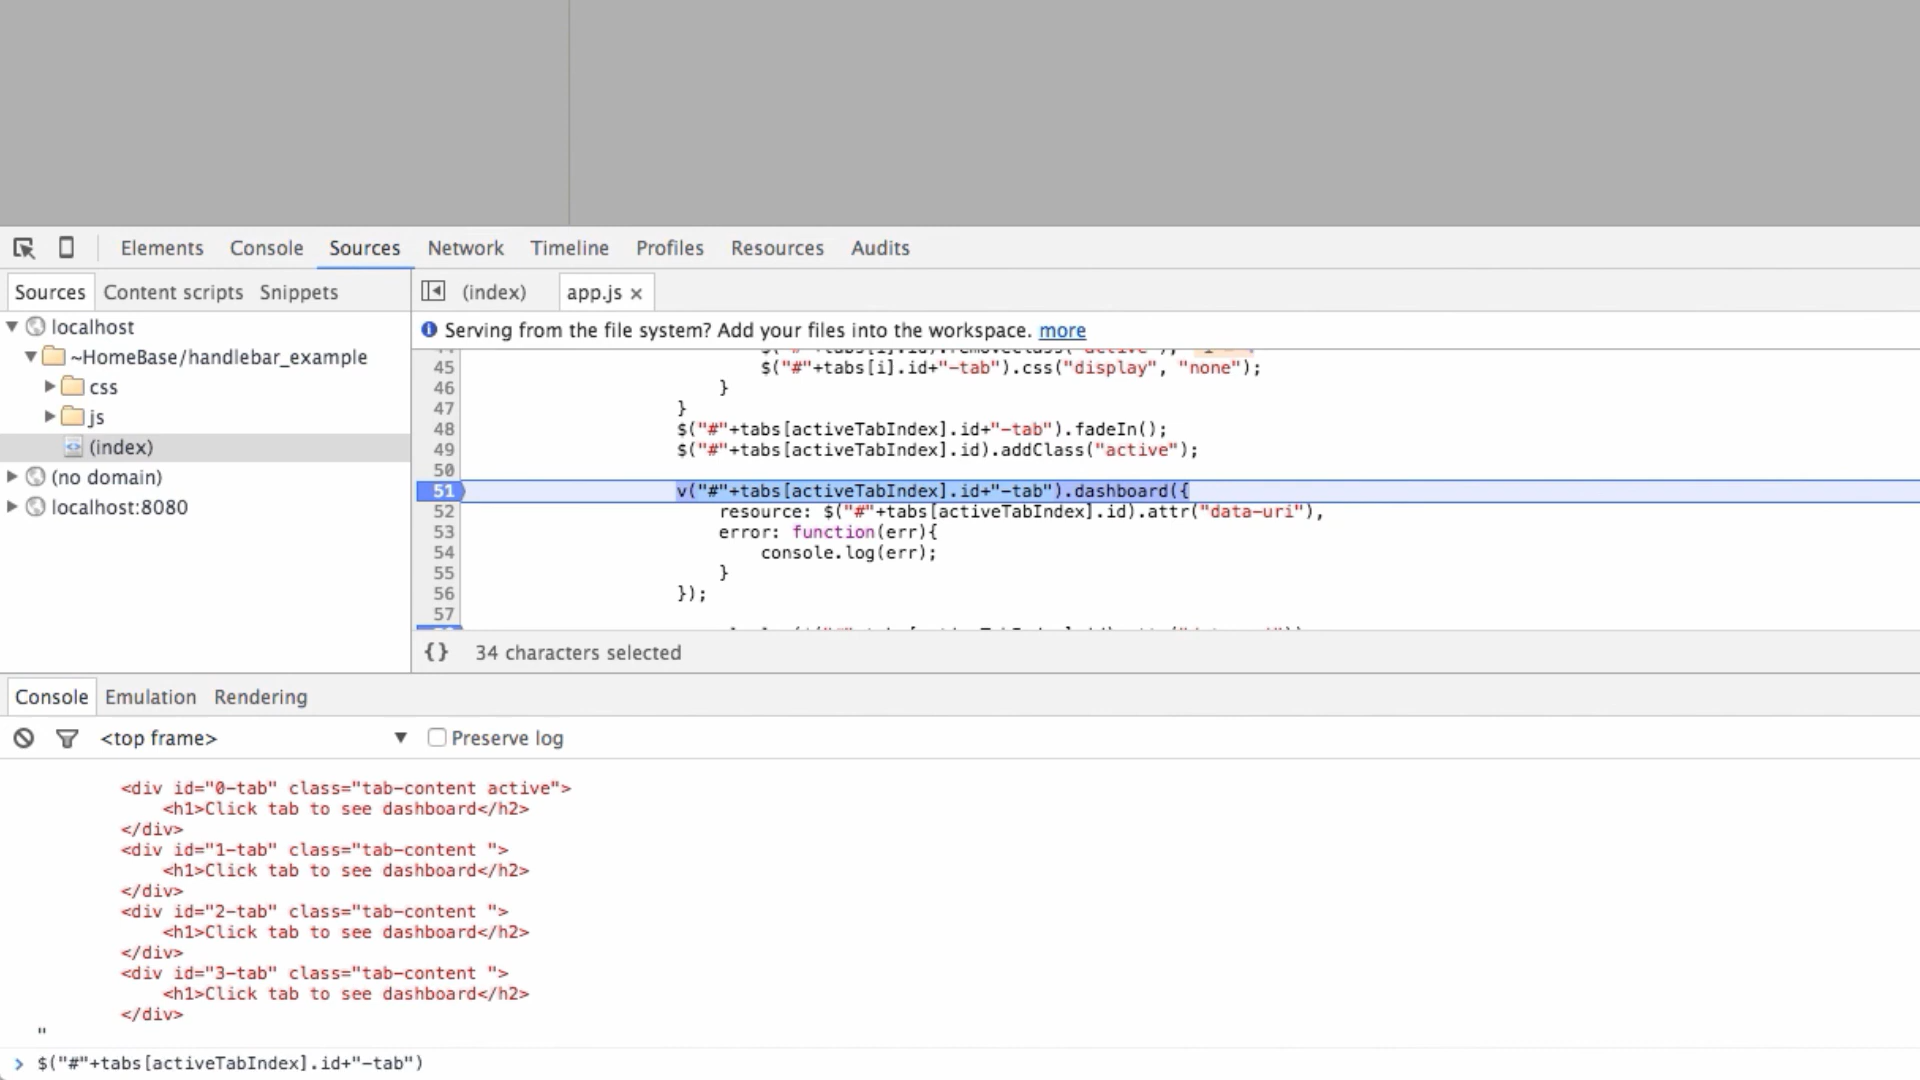 Elements Console Sources Network Timeline Profiles Resources Audits
Sources Content scripts Snippets
(index) app.js ×
localhost
~HomeBase/handlebar_example
css
js
(index)
(no domain)
localhost:8080
Serving from the file system? Add your files into the workspace. more
45 $("#"+tabs[i].id+"-tab").css("display", "none");
46 }
47 }
48 $("#"+tabs[activeTabIndex].id+"-tab").fadeIn();
49 $("#"+tabs[activeTabIndex].id).addClass("active");
50
51 v("#"+tabs[activeTabIndex].id+"-tab").dashboard({
52 resource: $("#"+tabs[activeTabIndex].id).attr("data-uri"),
53 error: function(err){
54 console.log(err);
55 }
56 });
57
{} 34 characters selected
Console Emulation Rendering
<top frame> ▼ Preserve log
<div id="0-tab" class="tab-content active">
<h1>Click tab to see dashboard</h2>
</div>
<div id="1-tab" class="tab-content ">
<h1>Click tab to see dashboard</h2>
</div>
<div id="2-tab" class="tab-content ">
<h1>Click tab to see dashboard</h2>
</div>
<div id="3-tab" class="tab-content ">
<h1>Click tab to see dashboard</h2>
</div>
"
> $("#"+tabs[activeTabIndex].id+"-tab")